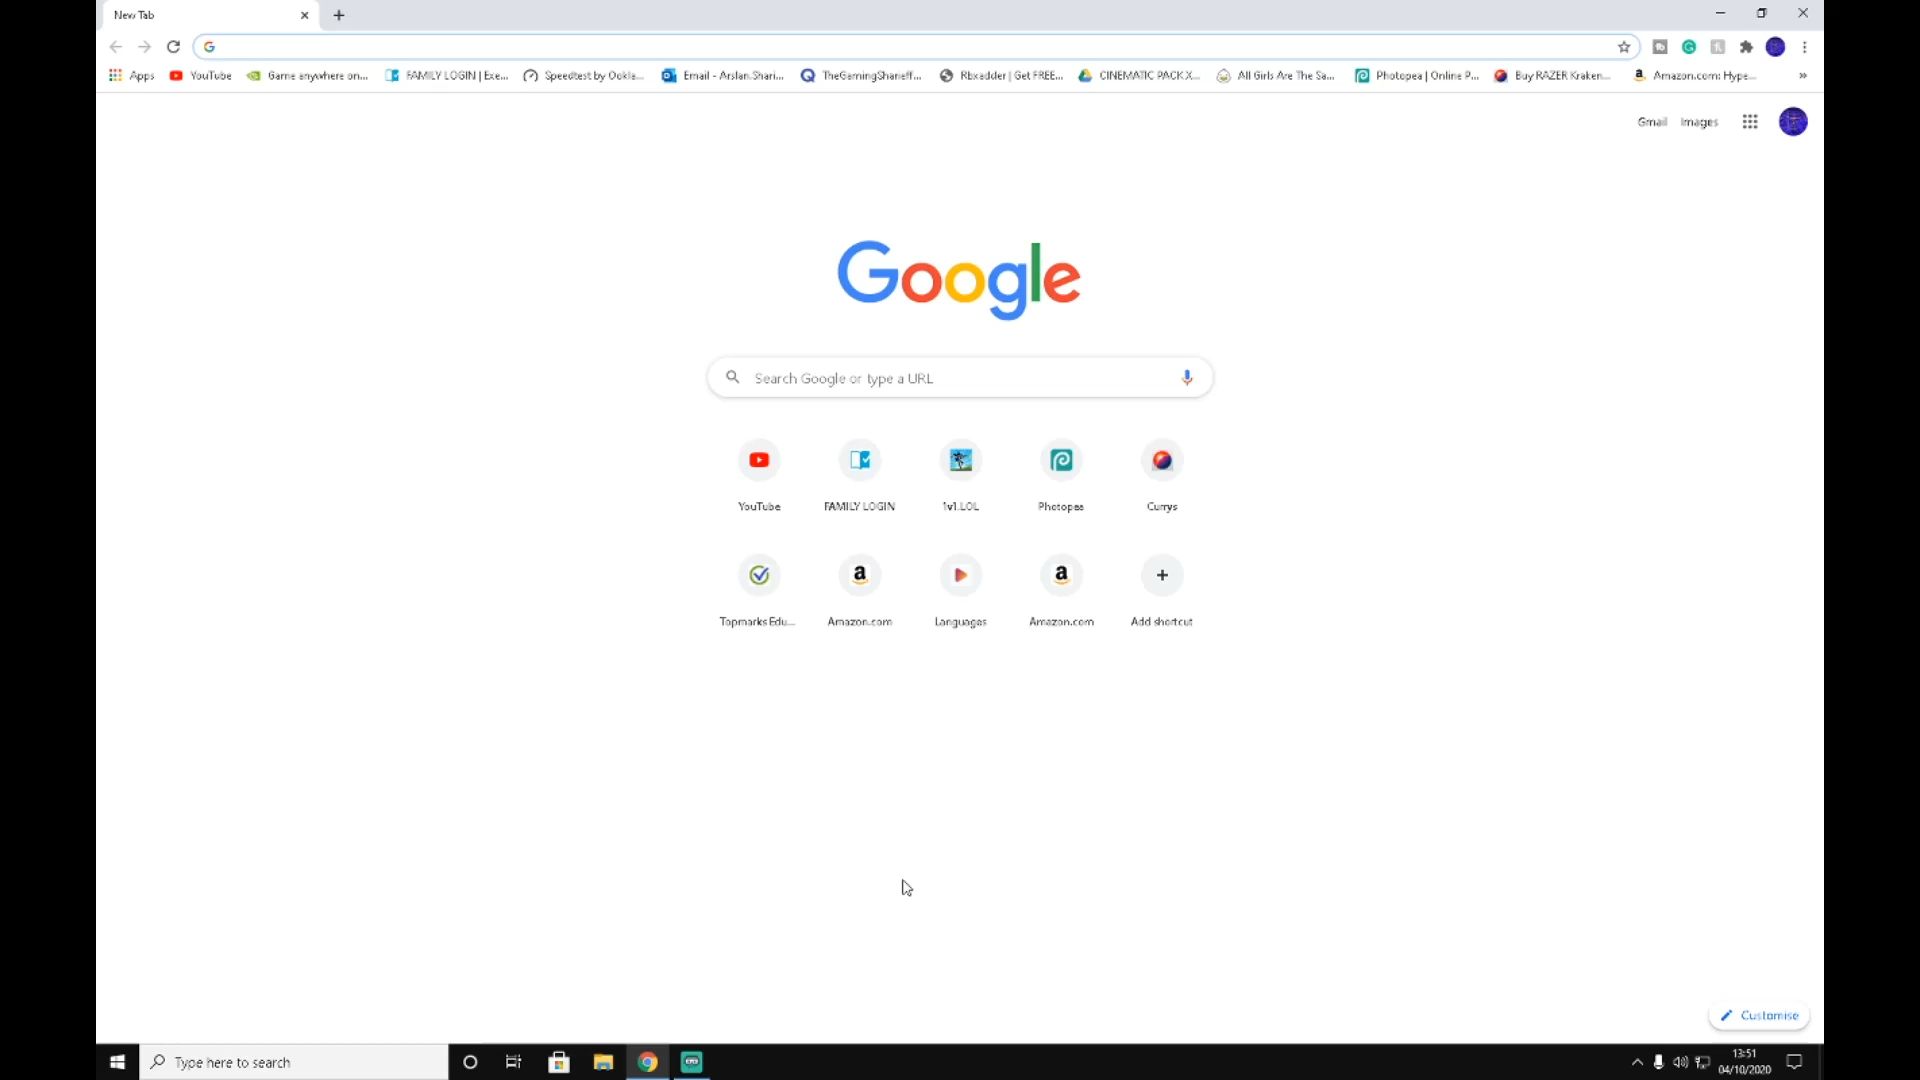 New Tab
Apps YouTube Game anywhere on... FAMILY LOGIN | Exe... Speedtest by Ookla... Email - Arslan.Shari... TheGamingShaneff... Rbxadder | Get FREE... CINEMATIC PACK X... All Girls Are The Sa... Photopea | Online P... Buy RAZER Kraken... Amazon.com: Hype... »
Gmail Images
Google
Search Google or type a URL
YouTube FAMILY LOGIN 1v1.LOL Photopea Currys
Topmarks Edu... Amazon.com Languages Amazon.com Add shortcut
Customise
Type here to search
13:51
04/10/2020